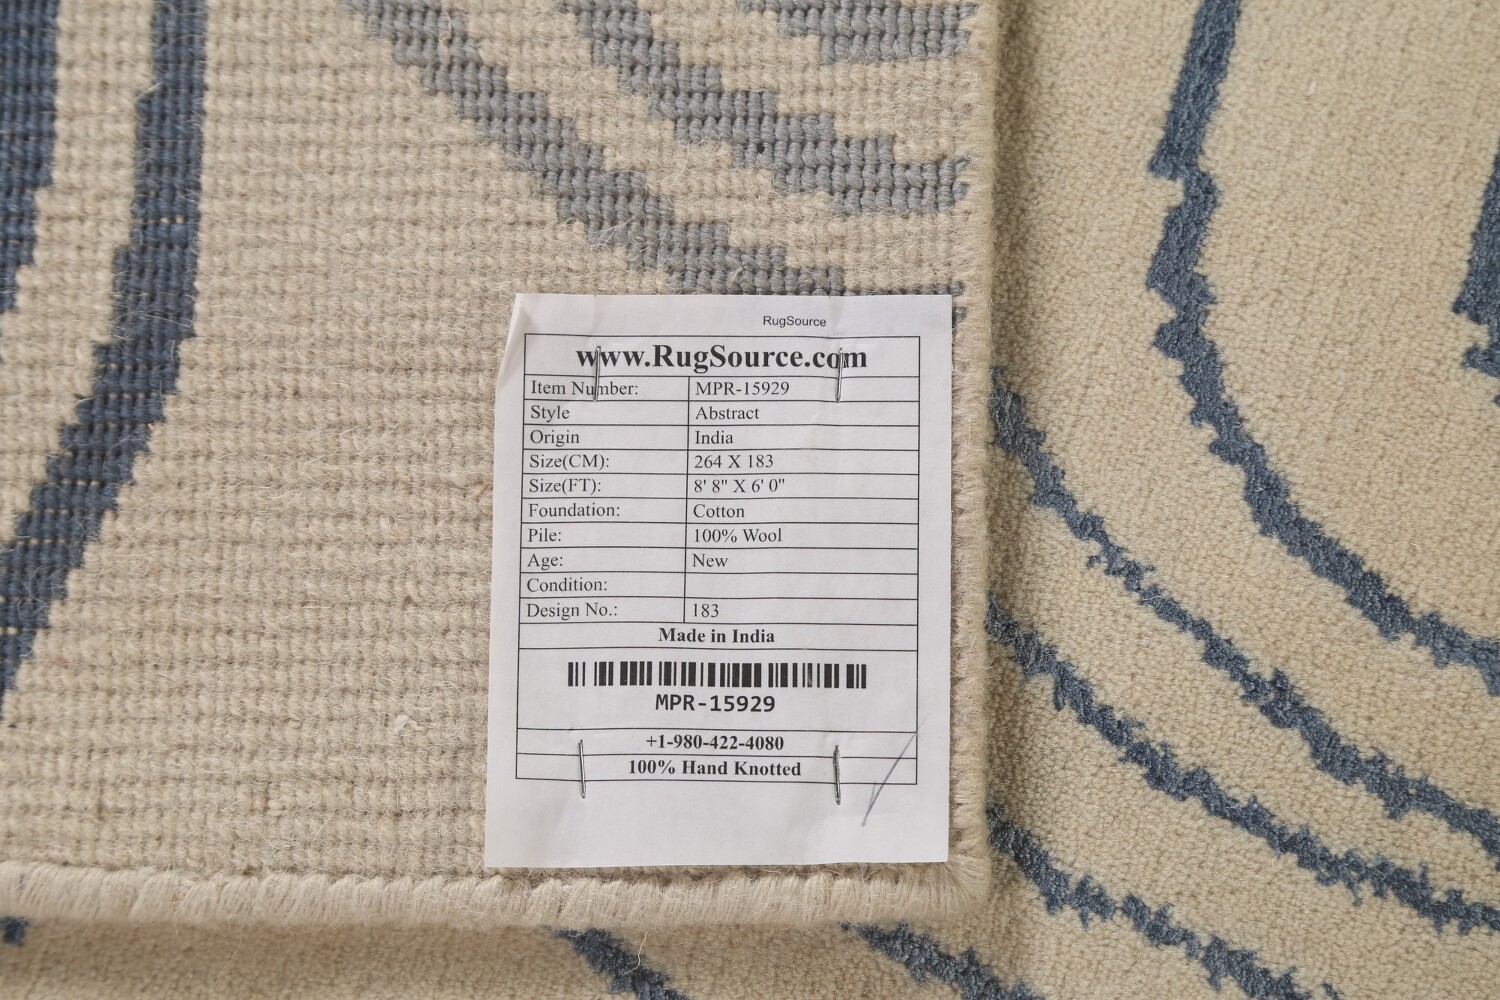 RugSource
www.RugSource.com
Item Number: MPR-15929
Style Abstract
Origin India
Size(CM): 264 X 183
Size(FT): 8' 8" X 6' 0"
Foundation: Cotton
Pile: 100% Wool
Age: New
Condition:
Design No.: 183
Made in India
MPR-15929
+1-980-422-4080
100% Hand Knotted